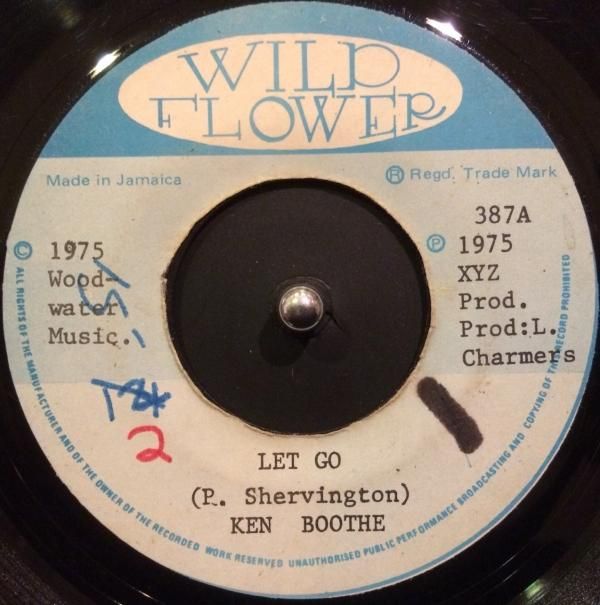 WILD
FLOWER
Made in Jamaica
® Regd. Trade Mark
© 1975
Wood-
water
Music.
387A
℗ 1975
XYZ
Prod.
Prod:L.
Charmers
2
LET GO
(P. Shervington)
KEN BOOTHE
ALL RIGHTS OF THE MANUFACTURER AND OF THE OWNER OF THE RECORDED WORK RESERVED UNAUTHORISED PUBLIC PERFORMANCE BROADCASTING AND COPYING OF THIS RECORD PROHIBITED